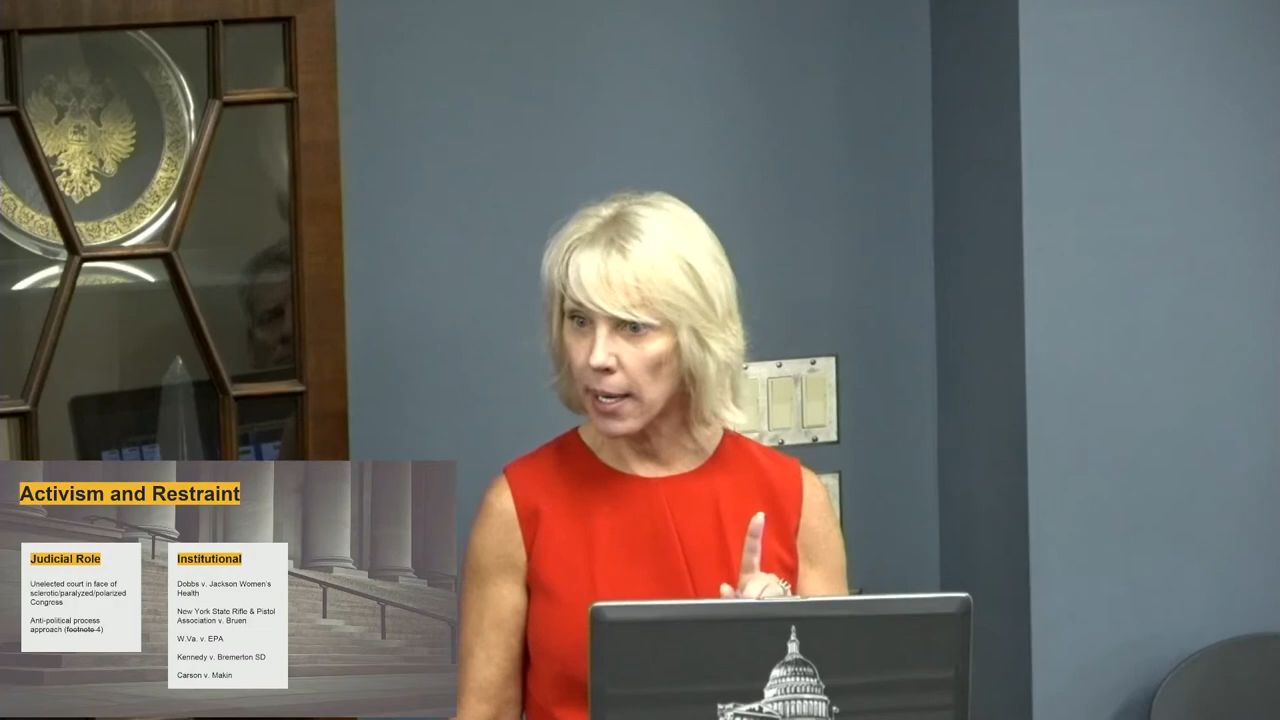 Activism and Restraint
Judicial Role
Unelected court in face of
sclerotic/paralyzed/polarized
Congress
Anti-political process
approach (footnote 4)
Institutional
Dobbs v. Jackson Women's
Health
New York State Rifle & Pistol
Association v. Bruen
W.Va. v. EPA
Kennedy v. Bremerton SD
Carson v. Makin